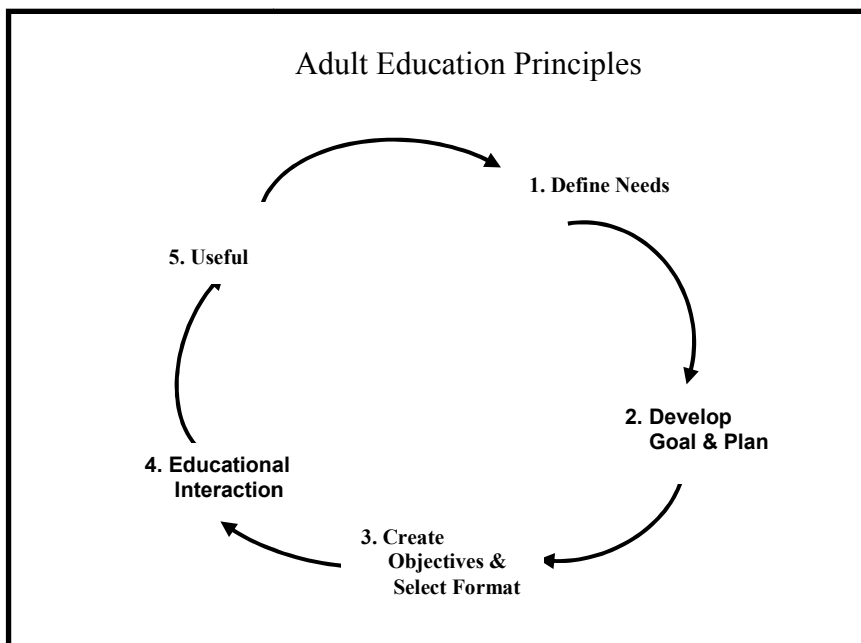 Adult Education Principles
1. Define Needs
2. Develop
Goal & Plan
3. Create
Objectives &
Select Format
4. Educational
Interaction
5. Useful